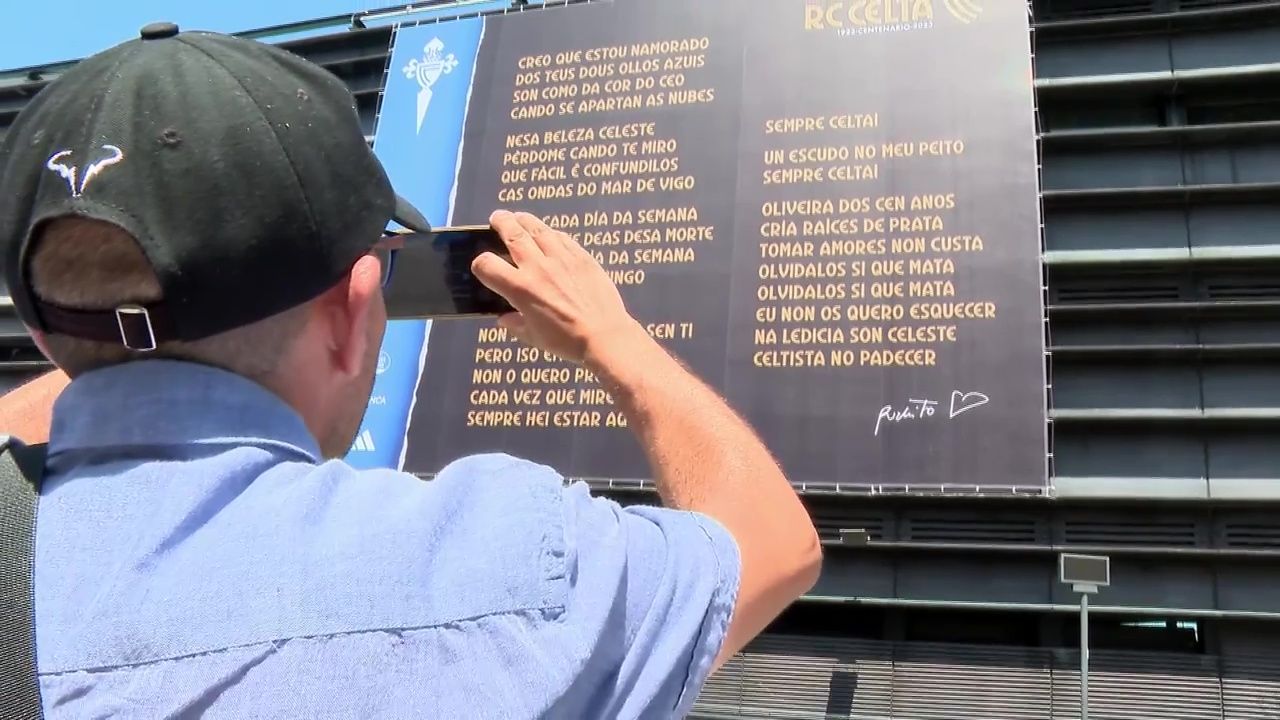 RC CELTA
1923·CENTENARIO·2023
CREO QUE ESTOU NAMORADO
DOS TEUS DOUS OLLOS AZUIS
SON COMO DA COR DO CEO
CANDO SE APARTAN AS NUBES
NESA BELEZA CELESTE
PÉRDOME CANDO TE MIRO
QUE FÁCIL É CONFUNDILOS
CAS ONDAS DO MAR DE VIGO
CADA DÍA DA SEMANA
DEAS DESA MORTE
DA SEMANA
NON
SEN TI
PERO ISO
NON O QUERO
CADA VEZ QUE
SEMPRE HEI ESTAR
SEMPRE CELTA!
UN ESCUDO NO MEU PEITO
SEMPRE CELTA!
OLIVEIRA DOS CEN ANOS
CRÍA RAÍCES DE PRATA
TOMAR AMORES NON CUSTA
OLVIDALOS SI QUE MATA
OLVIDALOS SI QUE MATA
EU NON OS QUERO ESQUECER
NA LEDICIA SON CELESTE
CELTISTA NO PADECER